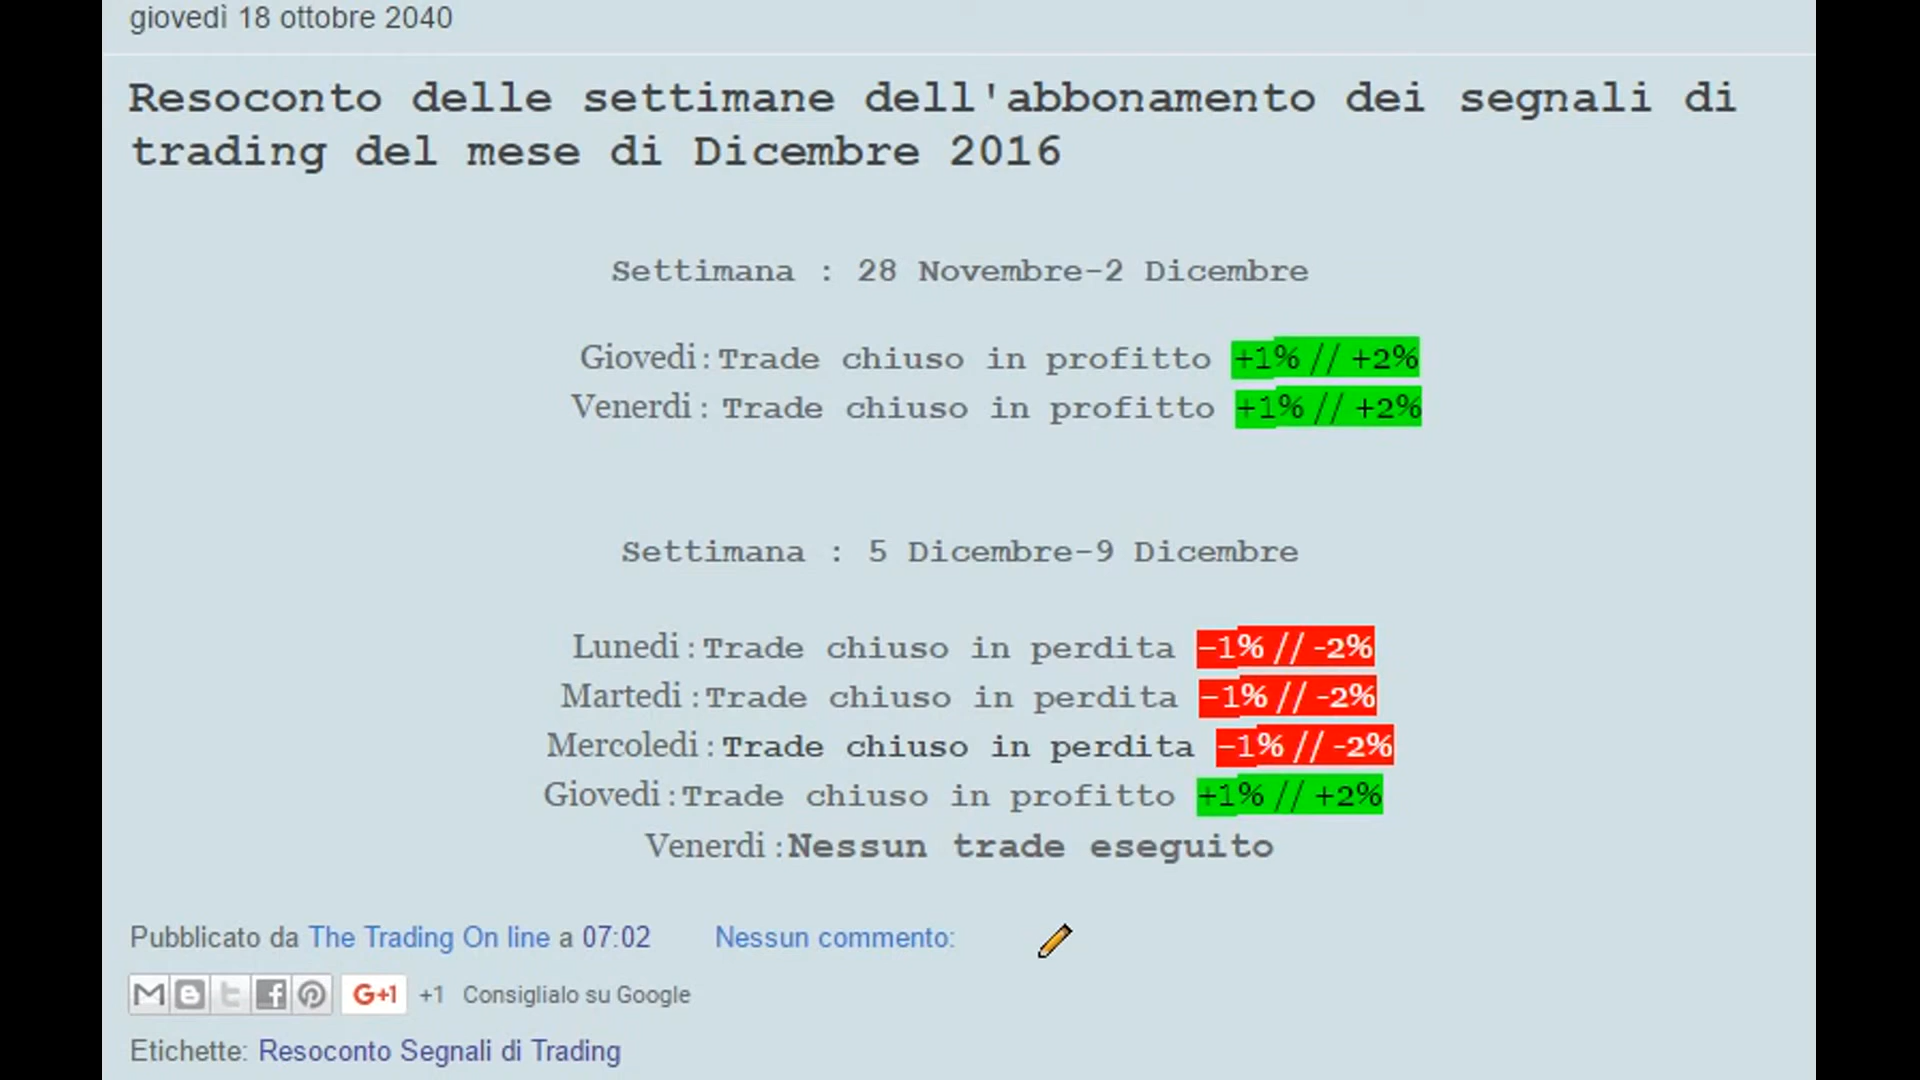 giovedì 18 ottobre 2040
Resoconto delle settimane dell'abbonamento dei segnali di
trading del mese di Dicembre 2016
Settimana : 28 Novembre-2 Dicembre
Giovedi : Trade chiuso in profitto +1% // +2%
Venerdi : Trade chiuso in profitto +1% // +2%
Settimana : 5 Dicembre-9 Dicembre
Lunedi : Trade chiuso in perdita -1% // -2%
Martedi : Trade chiuso in perdita -1% // -2%
Mercoledi : Trade chiuso in perdita -1% // -2%
Giovedi : Trade chiuso in profitto +1% // +2%
Venerdi : Nessun trade eseguito
Pubblicato da The Trading On line a 07:02 Nessun commento:
G+1 +1 Consiglialo su Google
Etichette: Resoconto Segnali di Trading